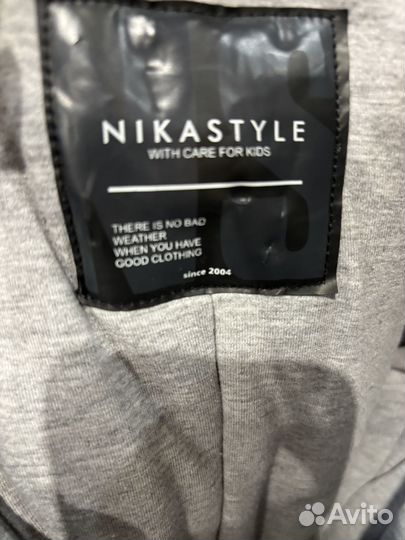 NIKASTYLE
WITH CARE FOR KIDS
THERE IS NO BAD
WEATHER
WHEN YOU HAVE
GOOD CLOTHING
since 2004
Avito